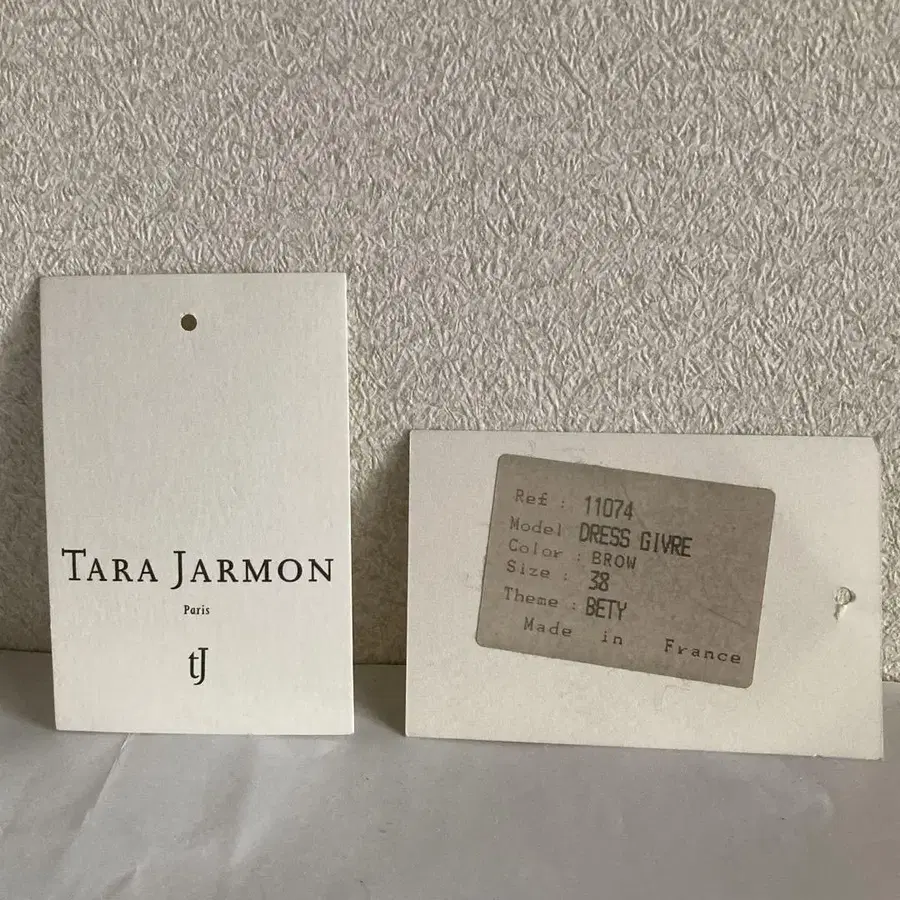 TARA JARMON
Paris
tJ
Ref : 11074
Model DRESS GIVRE
Color : BROW
Size : 38
Theme : BETY
Made in France